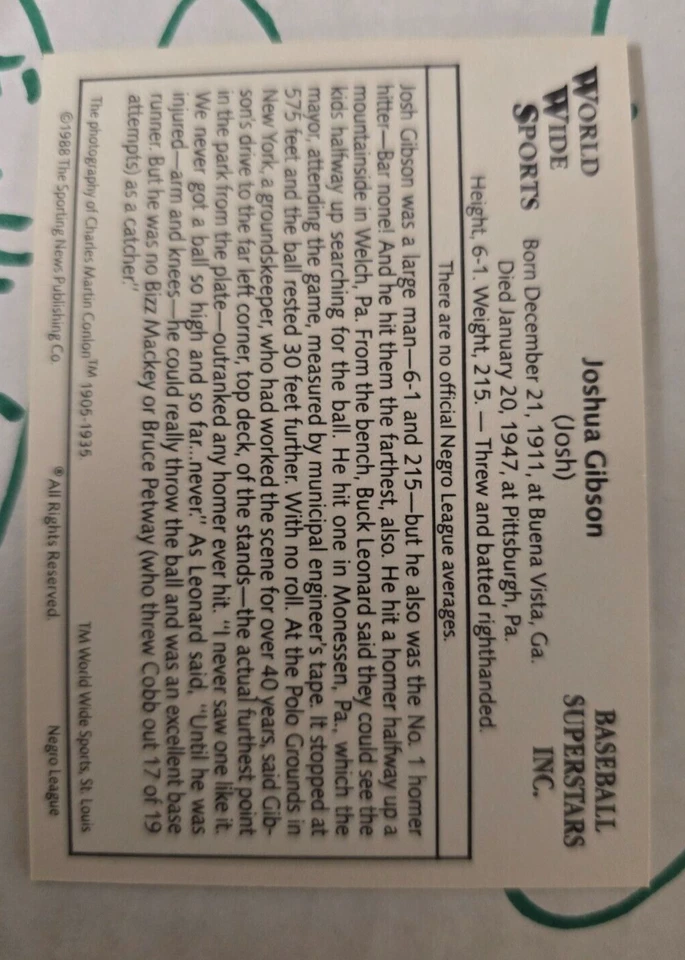 WORLD
WIDE
SPORTS
Joshua Gibson
(Josh)
BASEBALL
SUPERSTARS
INC.
Born December 21, 1911, at Buena Vista, Ga.
Died January 20, 1947, at Pittsburgh, Pa.
Height, 6-1. Weight, 215. — Threw and batted righthanded.
There are no official Negro League averages.
Josh Gibson was a large man—6-1 and 215—but he also was the No. 1 homer
hitter—Bar none! And he hit them the farthest, also. He hit a homer halfway up a
mountainside in Welch, Pa. From the bench, Buck Leonard said they could see the
kids halfway up searching for the ball. He hit one in Monessen, Pa., which the
mayor, attending the game, measured by municipal engineer's tape. It stopped at
575 feet and the ball rested 30 feet further. With no roll. At the Polo Grounds in
New York, a groundskeeper, who had worked the scene for over 40 years, said Gib-
son's drive to the far left corner, top deck, of the stands—the actual furthest point
in the park from the plate—outranked any homer ever hit. "I never saw one like it.
We never got a ball so high and so far...never." As Leonard said, "Until he was
injured—arm and knees—he could really throw the ball and was an excellent base
runner. But he was no Bizz Mackey or Bruce Petway (who threw Cobb out 17 of 19
attempts) as a catcher."
The photography of Charles Martin Conlon™ 1905-1935
TM World Wide Sports, St. Louis
©1988 The Sporting News Publishing Co.
® All Rights Reserved.
Negro League